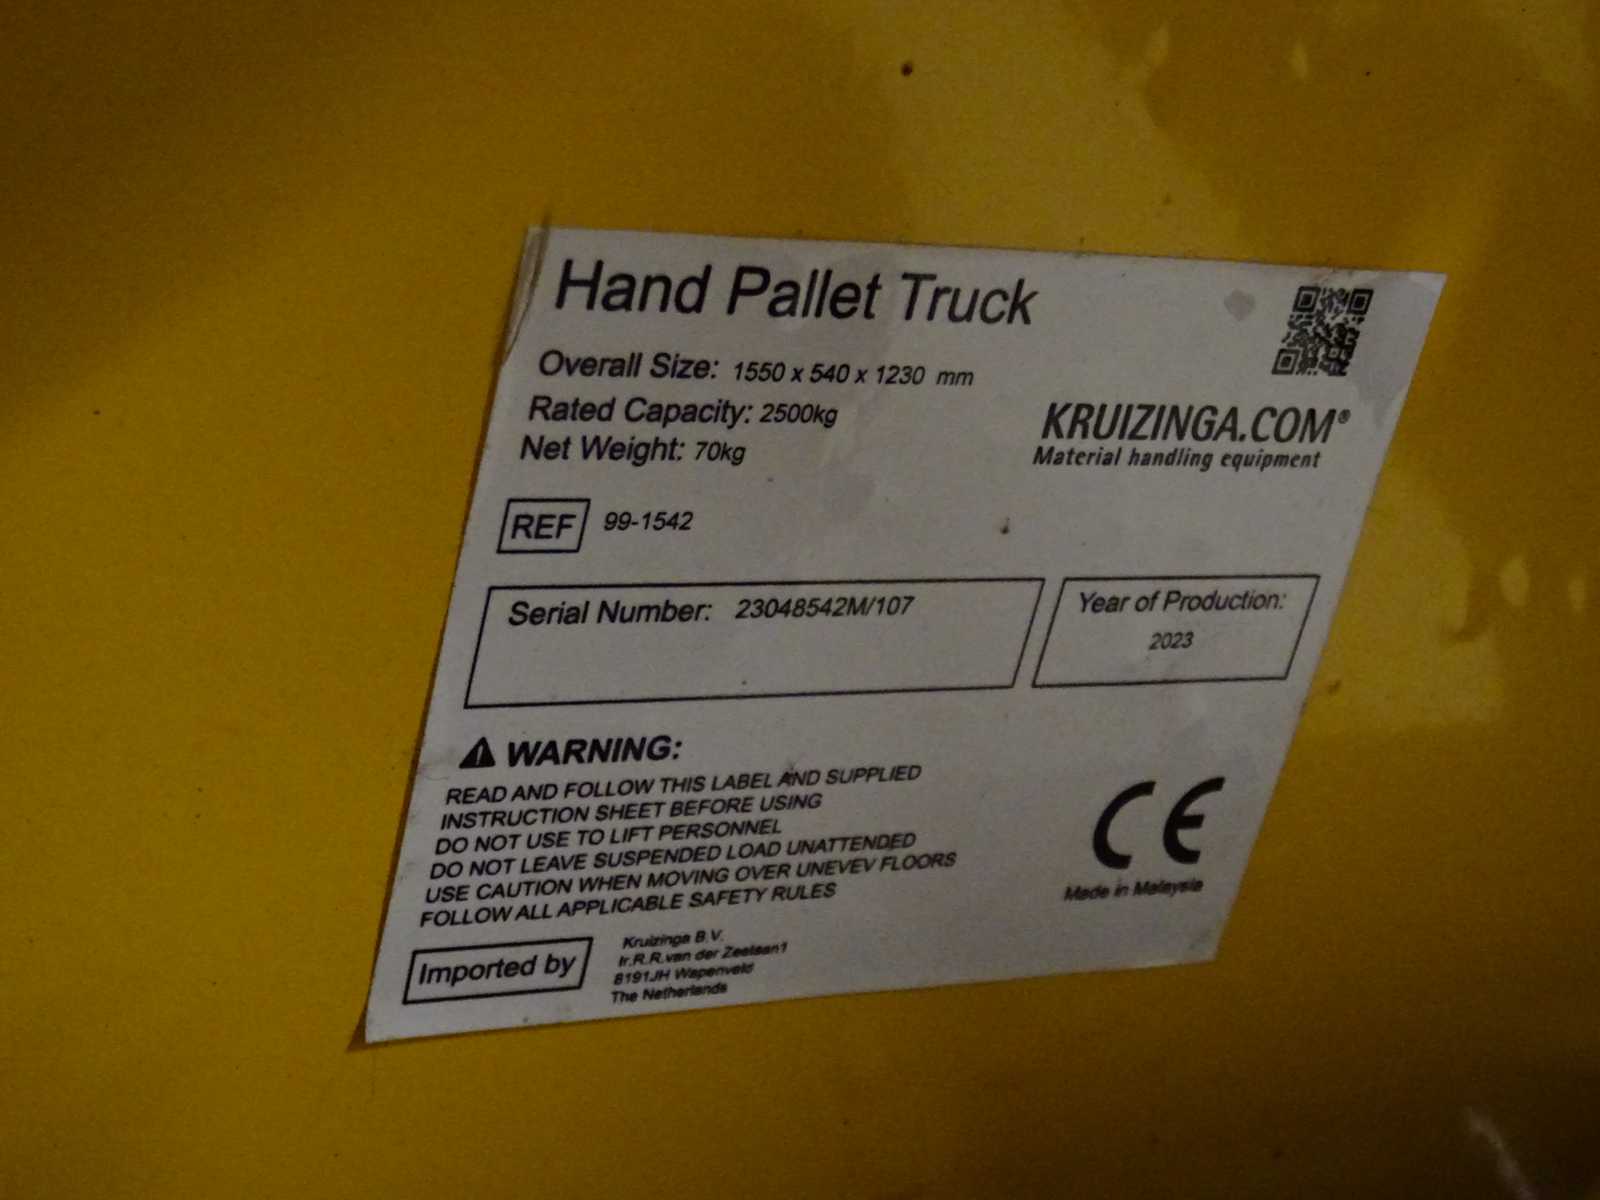 Hand Pallet Truck
Overall Size: 1550 x 540 x 1230 mm
Rated Capacity: 2500kg
Net Weight: 70kg
KRUIZINGA.COM®
Material handling equipment
REF 99-1542
Serial Number: 23048542M/107
Year of Production:
2023
WARNING:
READ AND FOLLOW THIS LABEL AND SUPPLIED
INSTRUCTION SHEET BEFORE USING
DO NOT USE TO LIFT PERSONNEL
DO NOT LEAVE SUSPENDED LOAD UNATTENDED
USE CAUTION WHEN MOVING OVER UNEVEV FLOORS
FOLLOW ALL APPLICABLE SAFETY RULES
CE
Made in Malaysia
Imported by
Kruizinga B.V.
Ir.R.R.van der Zeelaan1
8191JH Wapenveld
The Netherlands